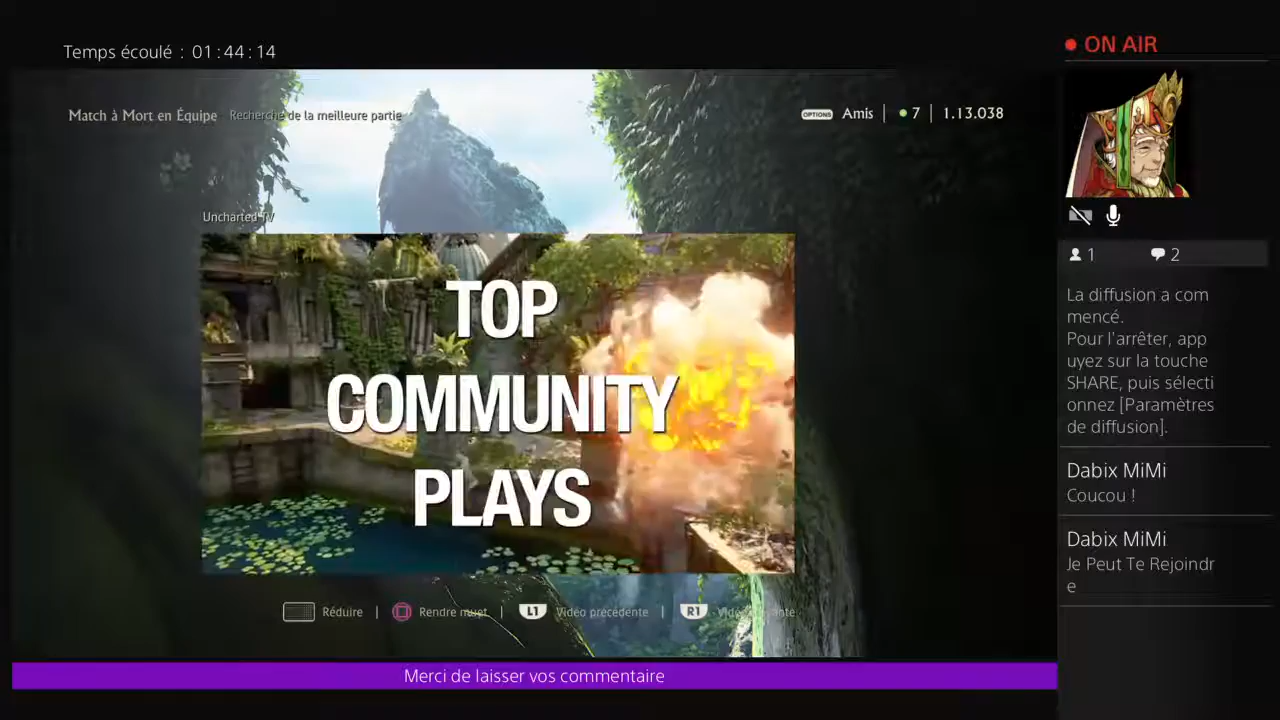 Temps écoulé : 01:44:14
ON AIR
Match à Mort en Équipe Recherche de la meilleure partie
OPTIONS Amis | 7 | 1.13.038
Uncharted TV
TOP
COMMUNITY
PLAYS
Réduire | Rendre muet | L1 Vidéo précédente | R1 Vidéo suivante
Merci de laisser vos commentaire
1 2
La diffusion a com
mencé.
Pour l'arrêter, app
uyez sur la touche
SHARE, puis sélecti
onnez [Paramètres
de diffusion].
Dabix MiMi
Coucou !
Dabix MiMi
Je Peut Te Rejoindr
e